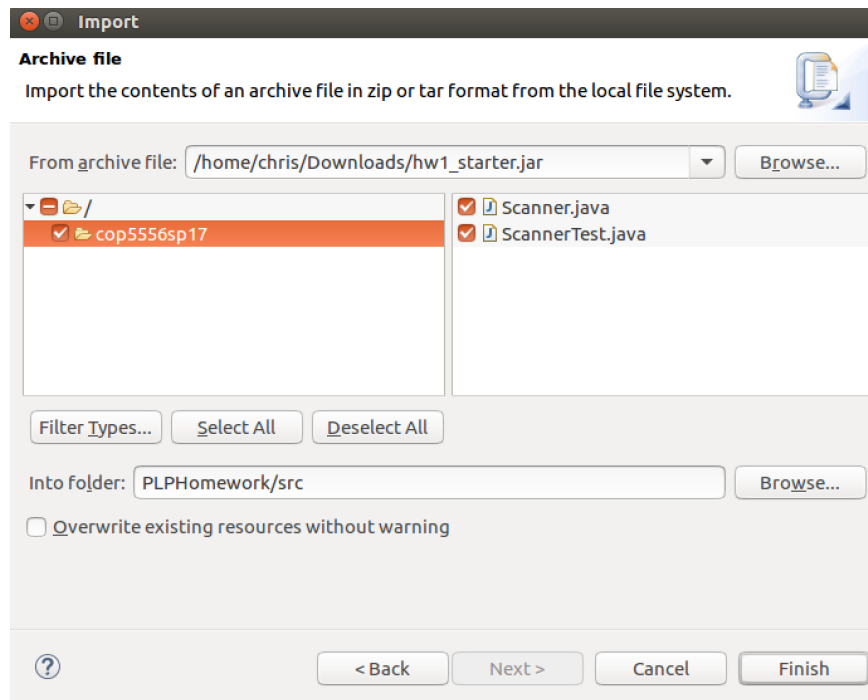 Import
Archive file
Import the contents of an archive file in zip or tar format from the local file system.
From archive file: /home/chris/Downloads/hw1_starter.jar Browse...
/ Scanner.java
cop5556sp17 ScannerTest.java
Filter Types... Select All Deselect All
Into folder: PLPHomework/src Browse...
Overwrite existing resources without warning
? < Back Next > Cancel Finish